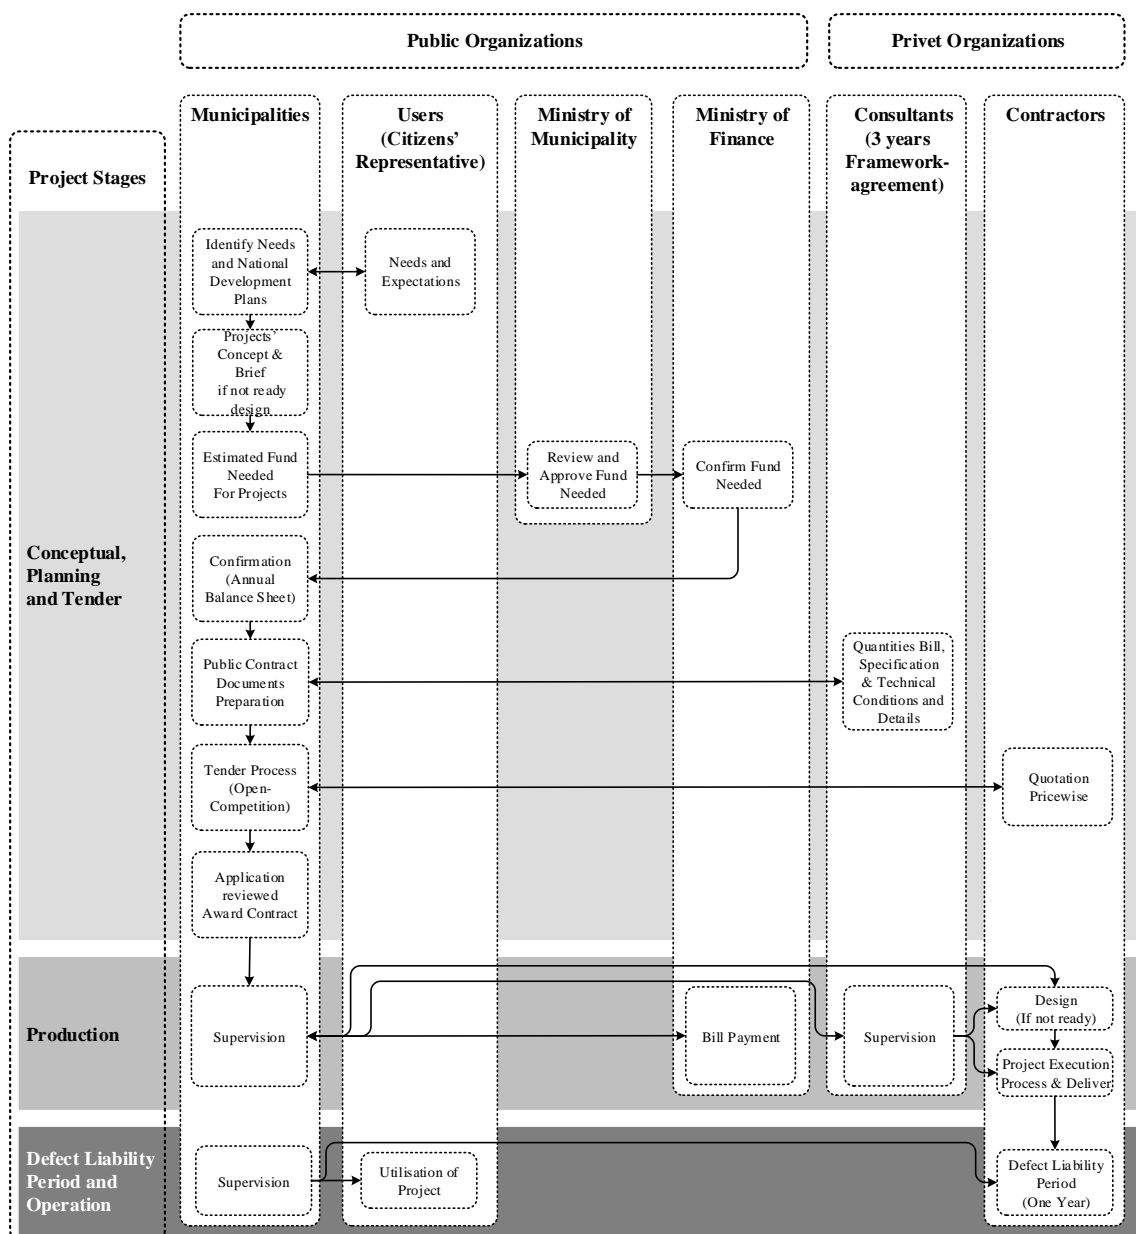 Public Organizations
Privet Organizations
Project Stages
Municipalities
Users
(Citizens'
Representative)
Ministry of
Municipality
Ministry of
Finance
Consultants
(3 years
Framework-
agreement)
Contractors
Conceptual,
Planning
and Tender
Identify Needs
and National
Development
Plans
Needs and
Expectations
Projects'
Concept &
Brief
if not ready
design
Estimated Fund
Needed
For Projects
Review and
Approve Fund
Needed
Confirm Fund
Needed
Confirmation
(Annual
Balance Sheet)
Public Contract
Documents
Preparation
Quantities Bill,
Specification
& Technical
Conditions and
Details
Tender Process
(Open-
Competition)
Quotation
Pricewise
Application
reviewed
Award Contract
Production
Supervision
Bill Payment
Supervision
Design
(If not ready)
Project Execution
Process & Deliver
Defect Liability
Period and
Operation
Supervision
Utilisation of
Project
Defect Liability
Period
(One Year)